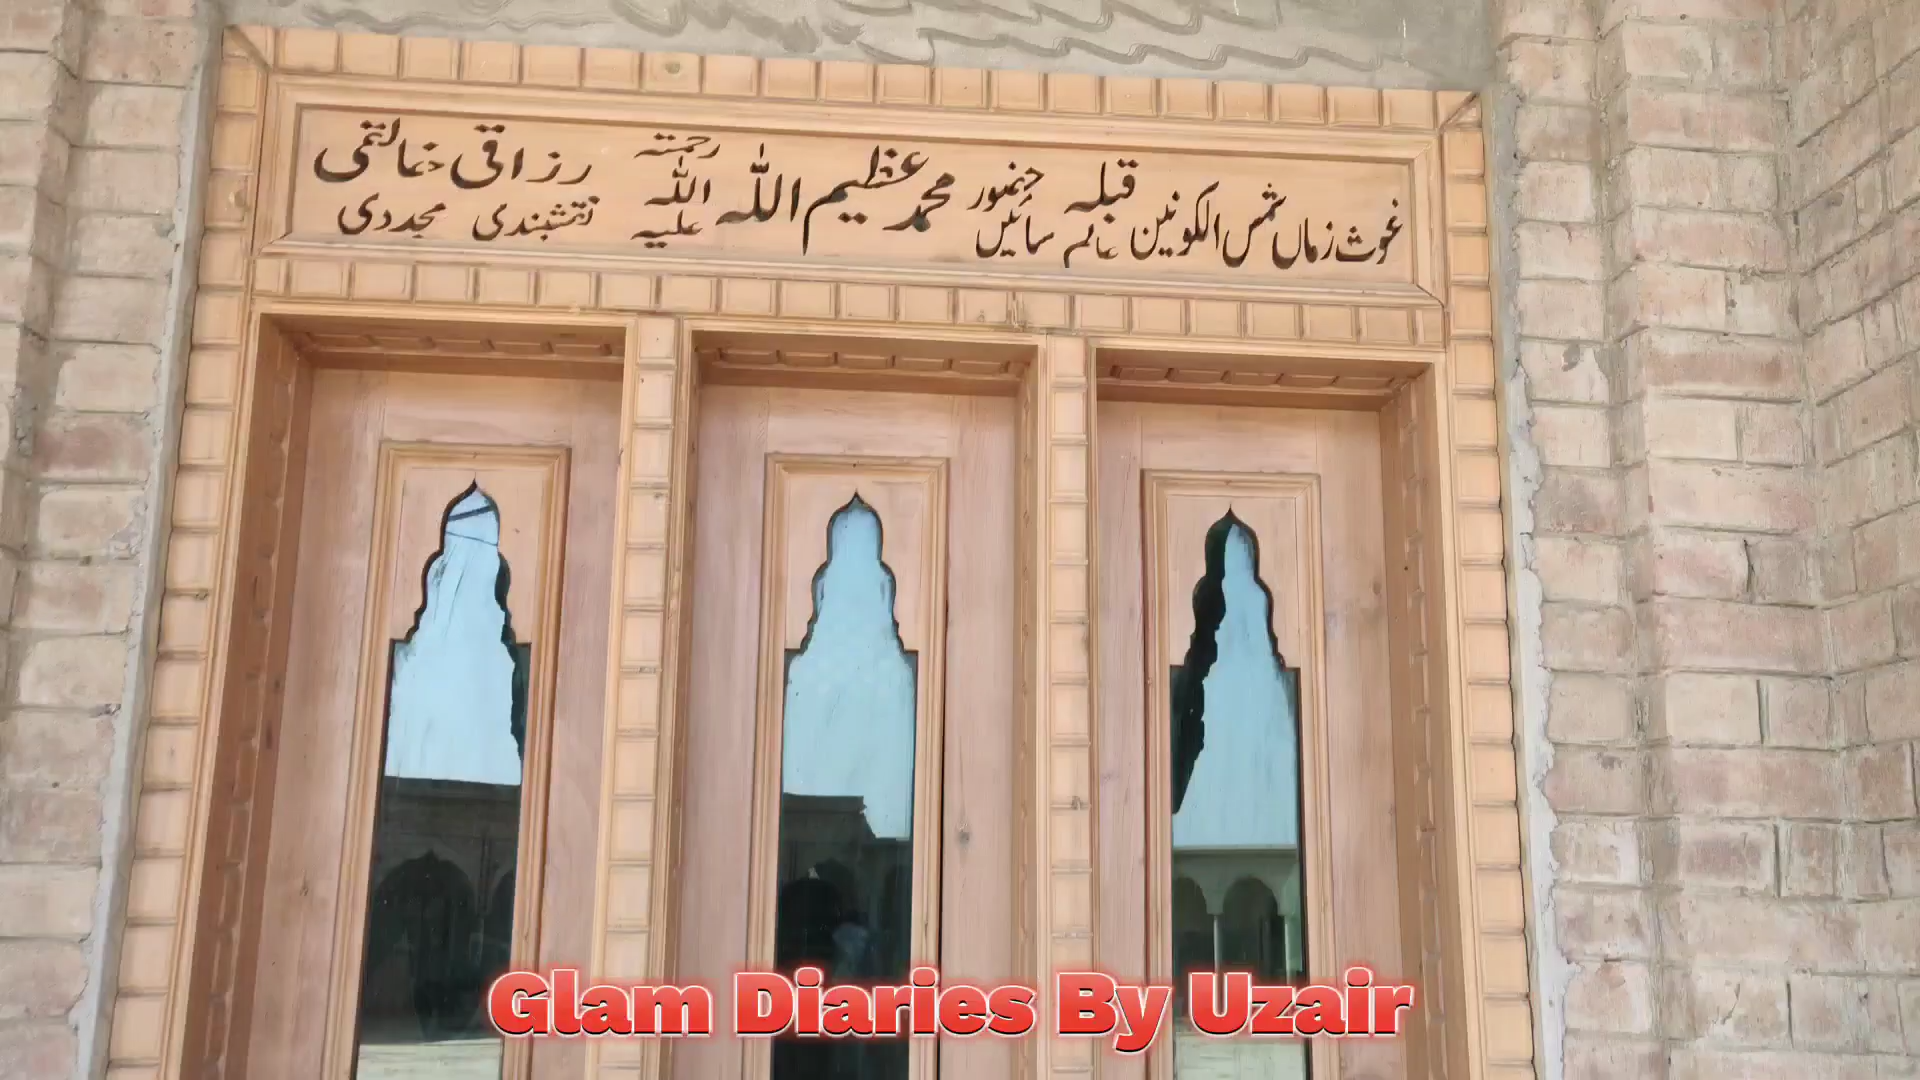 غوث زماں شمس الکونین قبلہ عالم حضور سائیں محمد عظیم اللہ رحمتہ اللہ علیہ رزاقی
نقشبندی مجددی
Glam Diaries By Uzair